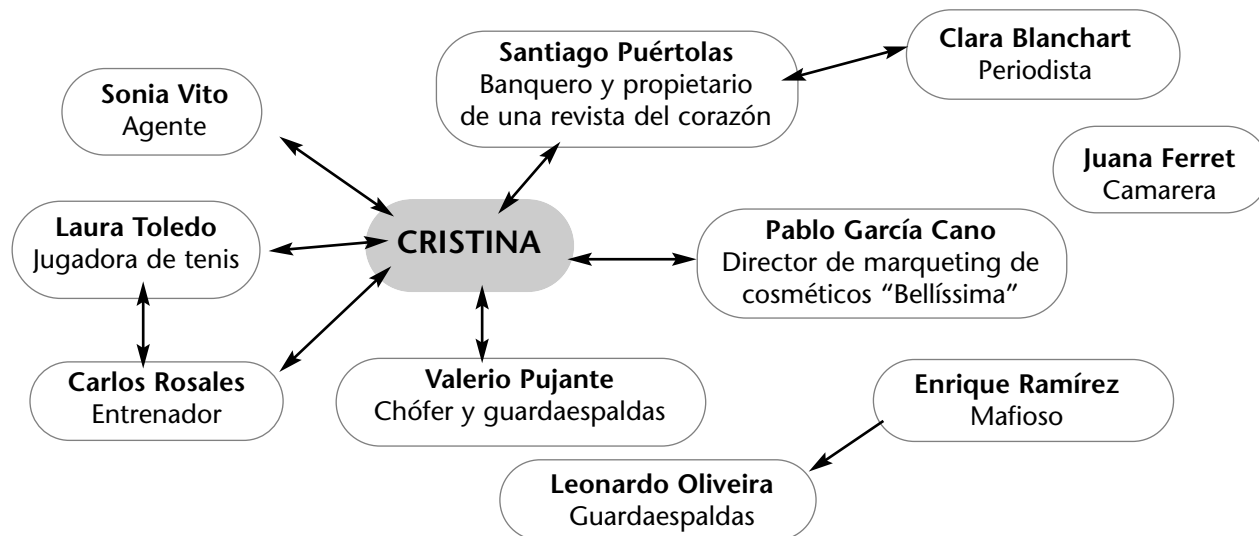 Santiago Puértolas
Banquero y propietario
de una revista del corazón
Clara Blanchart
Periodista
Sonia Vito
Agente
Juana Ferret
Camarera
Laura Toledo
Jugadora de tenis
CRISTINA
Pablo García Cano
Director de marqueting de
cosméticos “Bellíssima”
Carlos Rosales
Entrenador
Valerio Pujante
Chófer y guardaespaldas
Enrique Ramírez
Mafioso
Leonardo Oliveira
Guardaespaldas